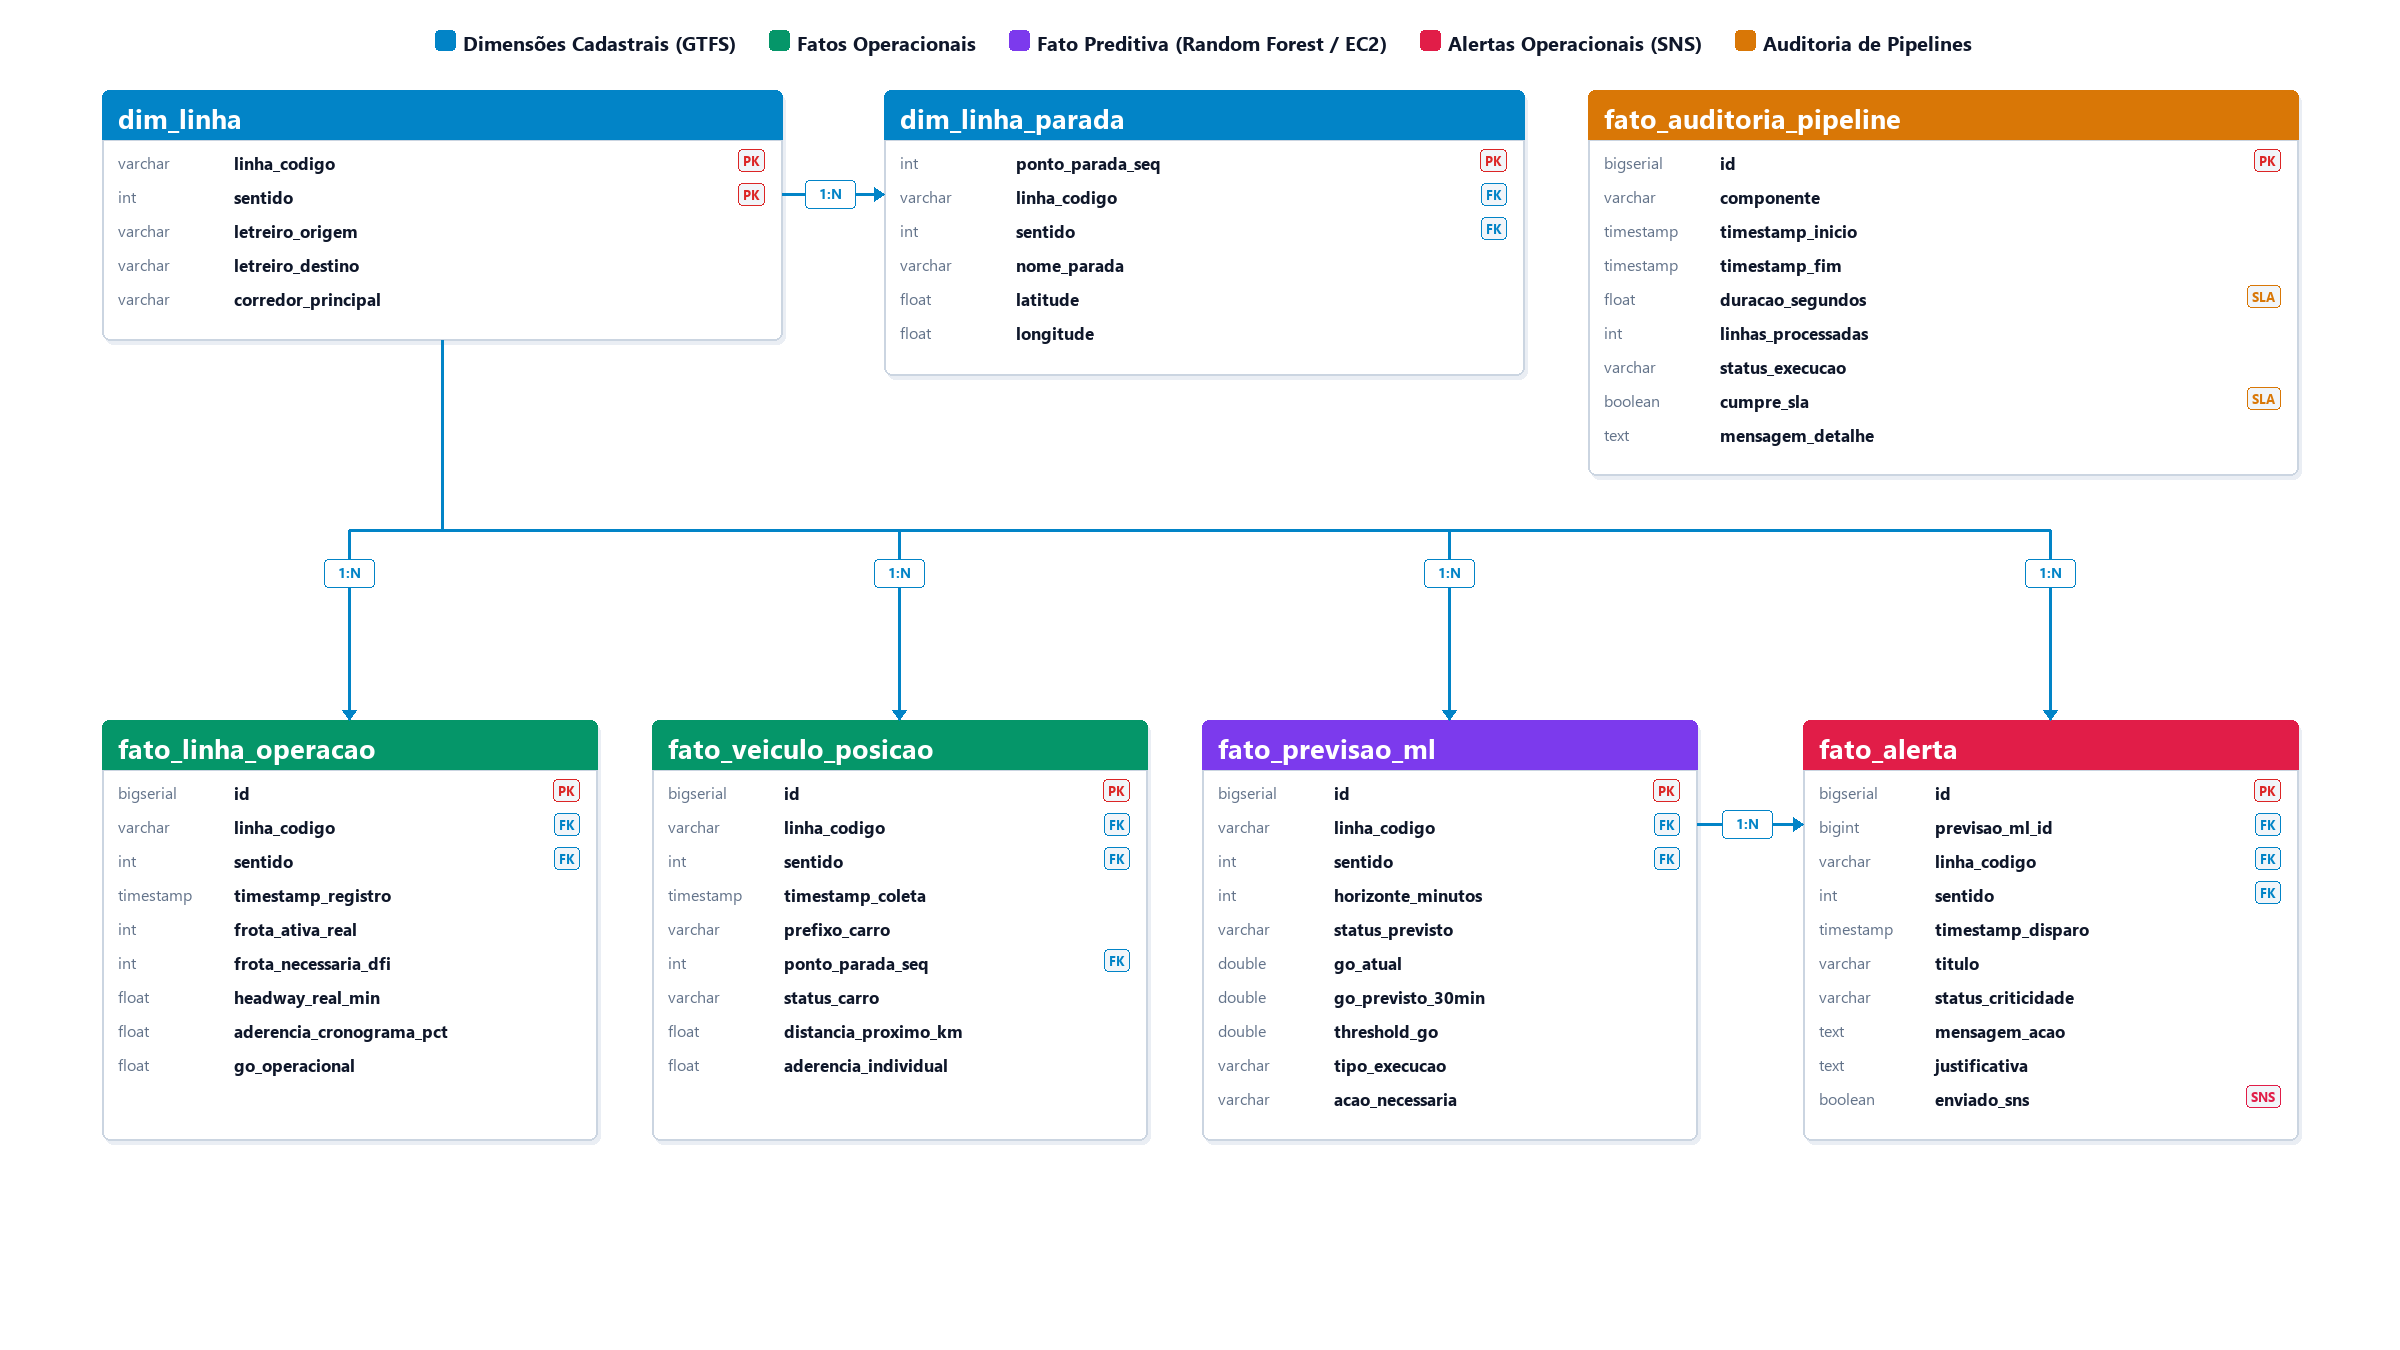 Dimensões Cadastrais (GTFS) Fatos Operacionais Fato Preditiva (Random Forest / EC2) Alertas Operacionais (SNS) Auditoria de Pipelines
dim_linha
varchar linha_codigo PK
int sentido PK
varchar letreiro_origem
varchar letreiro_destino
varchar corredor_principal
1:N
dim_linha_parada
int ponto_parada_seq PK
varchar linha_codigo FK
int sentido FK
varchar nome_parada
float latitude
float longitude
fato_auditoria_pipeline
bigserial id PK
varchar componente
timestamp timestamp_inicio
timestamp timestamp_fim
float duracao_segundos SLA
int linhas_processadas
varchar status_execucao
boolean cumpre_sla SLA
text mensagem_detalhe
1:N 1:N 1:N 1:N
fato_linha_operacao
bigserial id PK
varchar linha_codigo FK
int sentido FK
timestamp timestamp_registro
int frota_ativa_real
int frota_necessaria_dfi
float headway_real_min
float aderencia_cronograma_pct
float go_operacional
fato_veiculo_posicao
bigserial id PK
varchar linha_codigo FK
int sentido FK
timestamp timestamp_coleta
varchar prefixo_carro
int ponto_parada_seq FK
varchar status_carro
float distancia_proximo_km
float aderencia_individual
fato_previsao_ml
bigserial id PK
varchar linha_codigo FK
int sentido FK
int horizonte_minutos
varchar status_previsto
double go_atual
double go_previsto_30min
double threshold_go
varchar tipo_execucao
varchar acao_necessaria
1:N
fato_alerta
bigserial id PK
bigint previsao_ml_id FK
varchar linha_codigo FK
int sentido FK
timestamp timestamp_disparo
varchar titulo
varchar status_criticidade
text mensagem_acao
text justificativa
boolean enviado_sns SNS